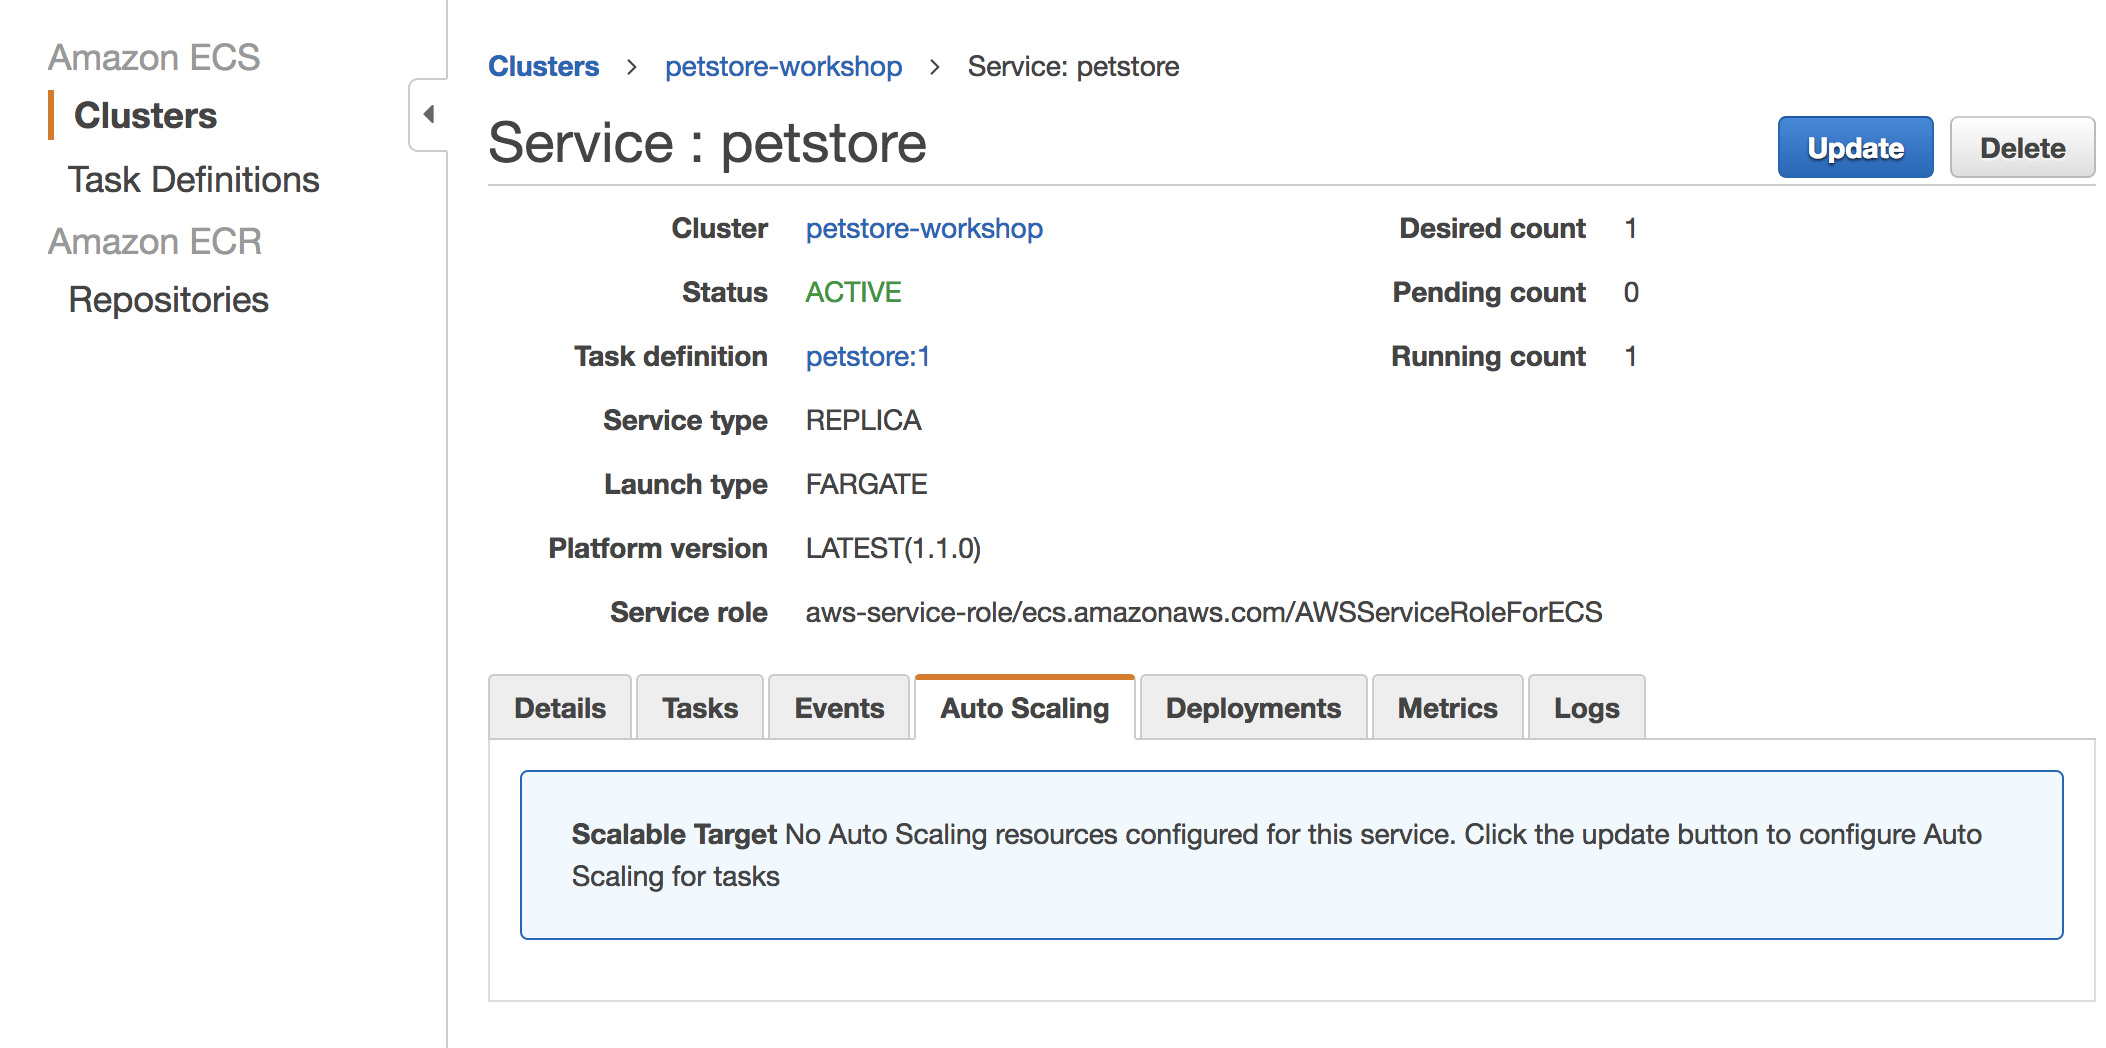 Amazon ECS
Clusters
Task Definitions
Amazon ECR
Repositories
Clusters > petstore-workshop > Service: petstore
Service : petstore
Update
Delete
Cluster petstore-workshop
Desired count 1
Status ACTIVE
Pending count 0
Task definition petstore:1
Running count 1
Service type REPLICA
Launch type FARGATE
Platform version LATEST(1.1.0)
Service role aws-service-role/ecs.amazonaws.com/AWSServiceRoleForECS
Details Tasks Events Auto Scaling Deployments Metrics Logs
Scalable Target No Auto Scaling resources configured for this service. Click the update button to configure Auto
Scaling for tasks